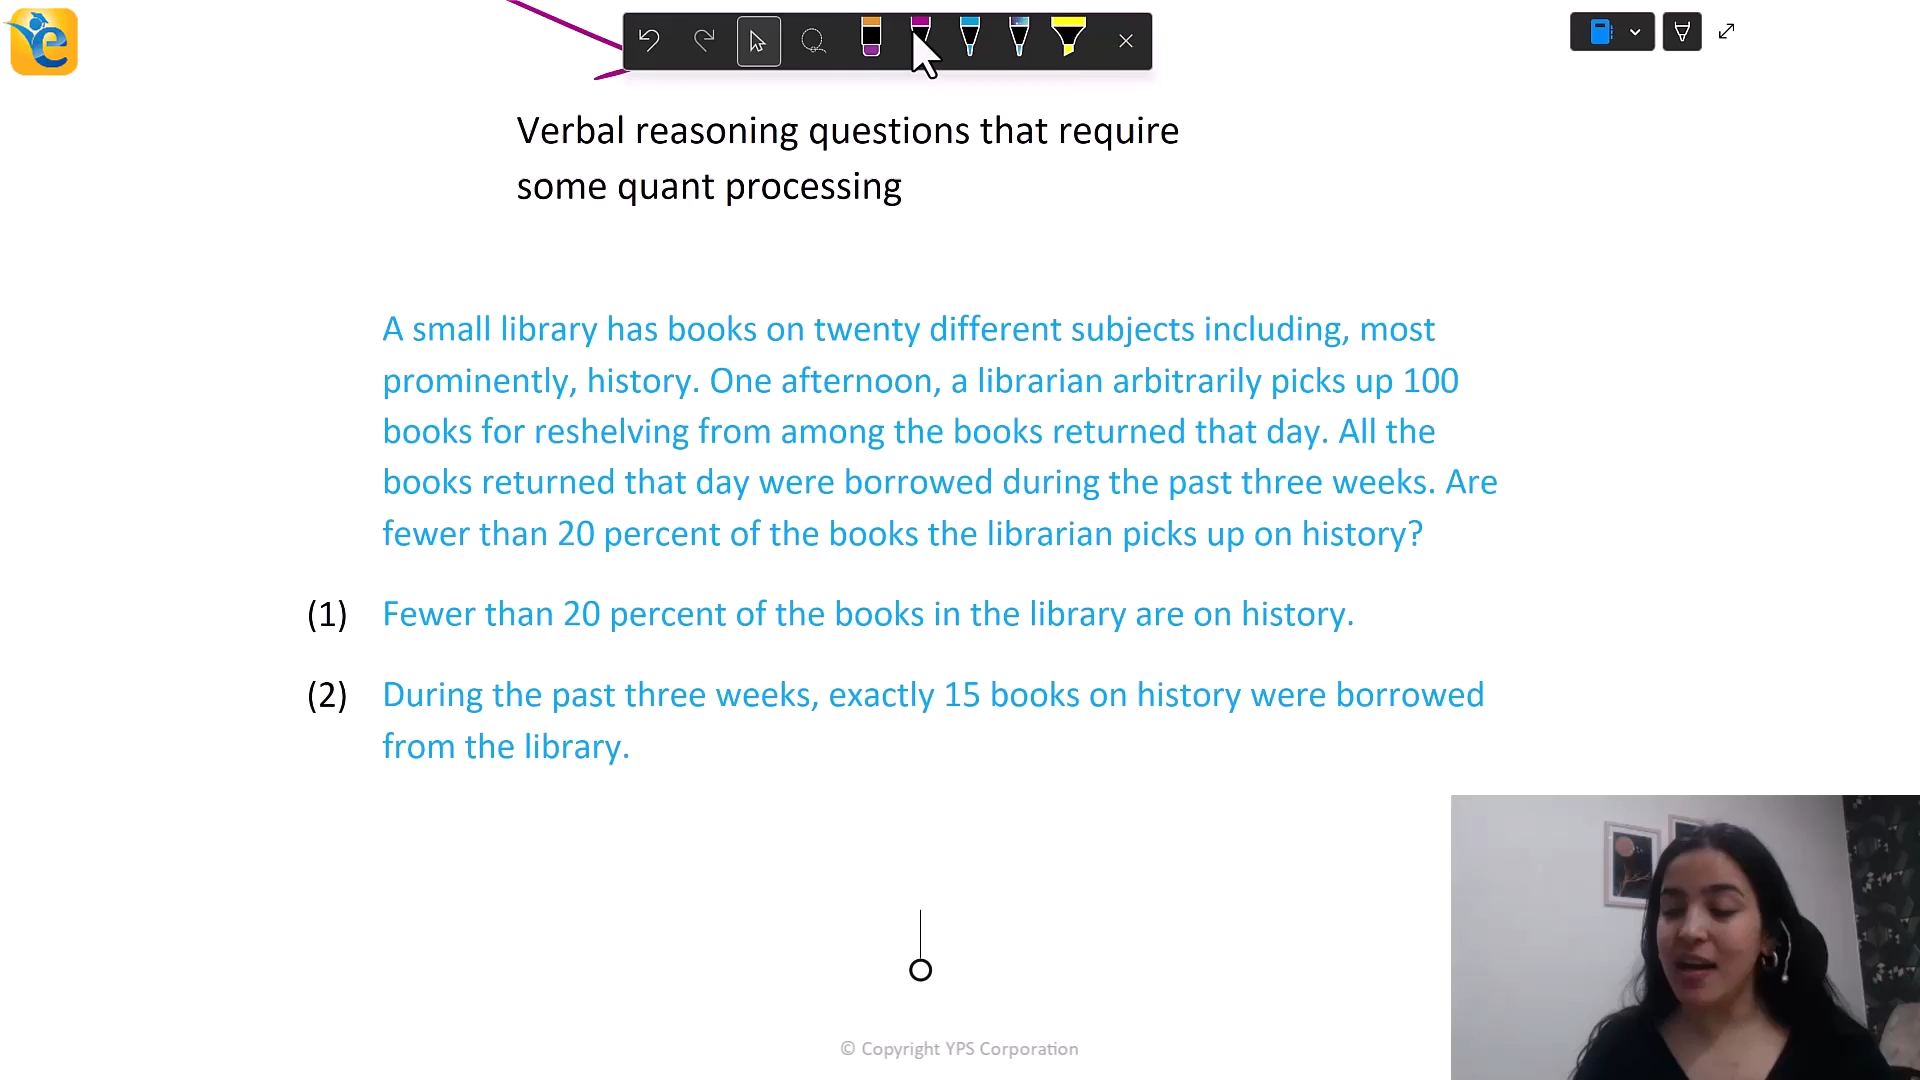 Verbal reasoning questions that require
some quant processing
A small library has books on twenty different subjects including, most
prominently, history. One afternoon, a librarian arbitrarily picks up 100
books for reshelving from among the books returned that day. All the
books returned that day were borrowed during the past three weeks. Are
fewer than 20 percent of the books the librarian picks up on history?
(1) Fewer than 20 percent of the books in the library are on history.
(2) During the past three weeks, exactly 15 books on history were borrowed
from the library.
© Copyright YPS Corporation